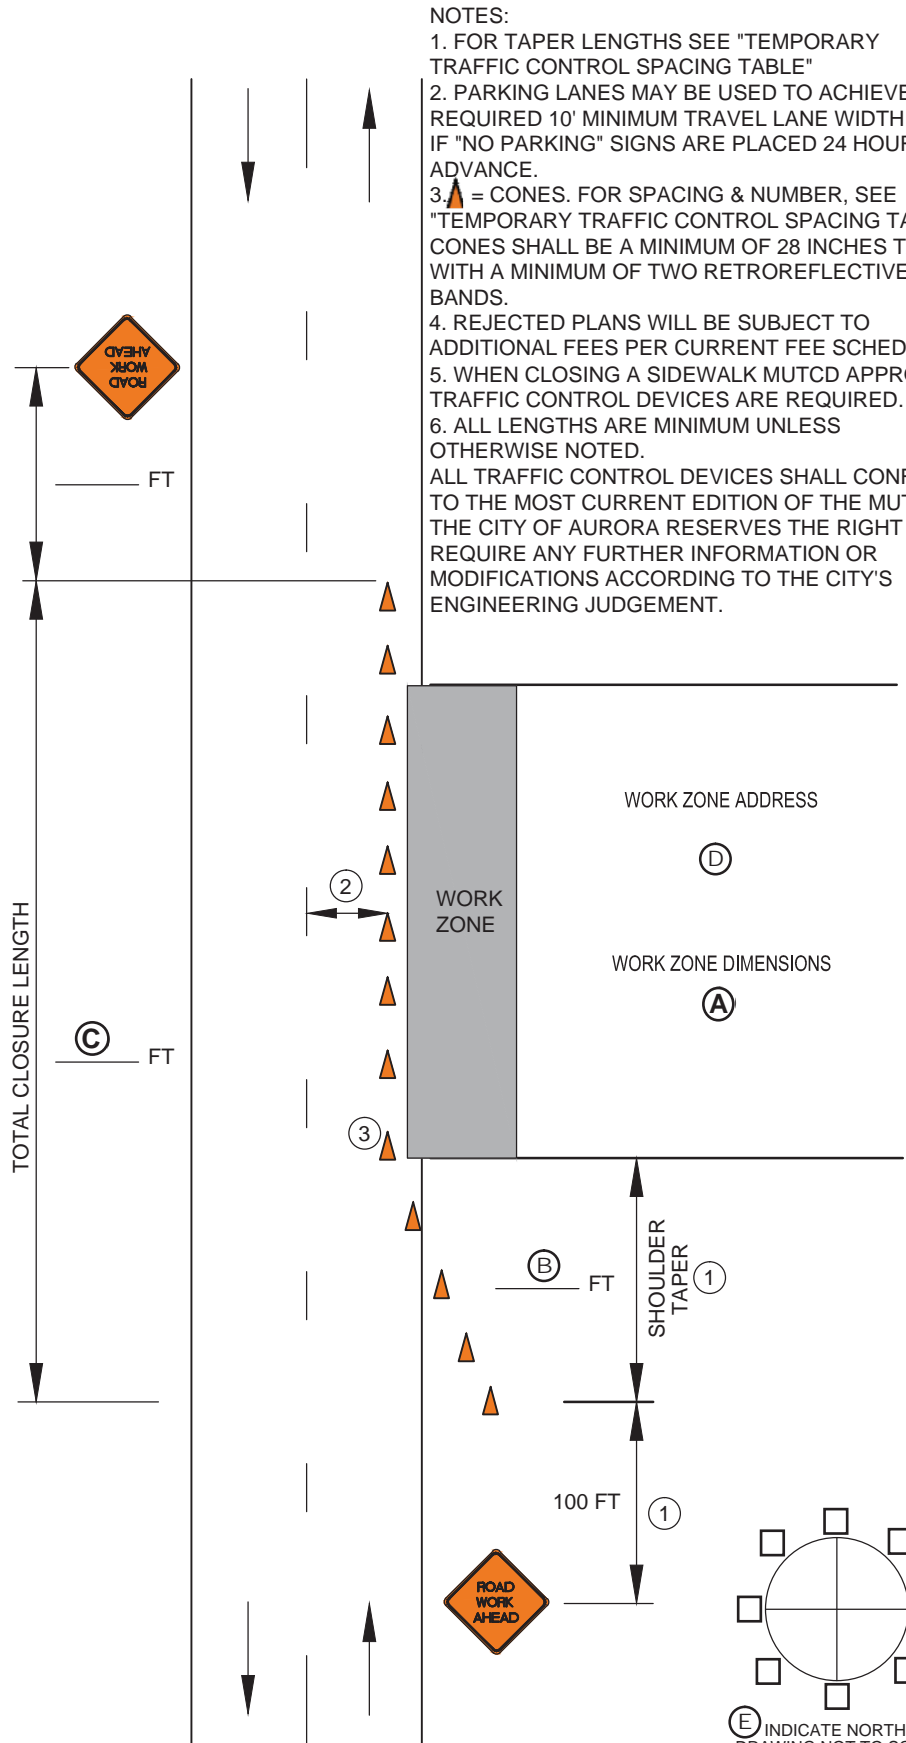 NOTES:
1. FOR TAPER LENGTHS SEE "TEMPORARY
TRAFFIC CONTROL SPACING TABLE"
2. PARKING LANES MAY BE USED TO ACHIEVE
REQUIRED 10' MINIMUM TRAVEL LANE WIDTH
IF "NO PARKING" SIGNS ARE PLACED 24 HOUR
ADVANCE.
3. = CONES. FOR SPACING & NUMBER, SEE
"TEMPORARY TRAFFIC CONTROL SPACING TA
CONES SHALL BE A MINIMUM OF 28 INCHES T
WITH A MINIMUM OF TWO RETROREFLECTIVE
BANDS.
4. REJECTED PLANS WILL BE SUBJECT TO
ADDITIONAL FEES PER CURRENT FEE SCHED
5. WHEN CLOSING A SIDEWALK MUTCD APPR
TRAFFIC CONTROL DEVICES ARE REQUIRED.
6. ALL LENGTHS ARE MINIMUM UNLESS
OTHERWISE NOTED.
ALL TRAFFIC CONTROL DEVICES SHALL CONF
TO THE MOST CURRENT EDITION OF THE MUT
THE CITY OF AURORA RESERVES THE RIGHT
REQUIRE ANY FURTHER INFORMATION OR
MODIFICATIONS ACCORDING TO THE CITY'S
ENGINEERING JUDGEMENT.
ROAD
WORK
AHEAD
FT
WORK ZONE ADDRESS
D
2
WORK
ZONE
WORK ZONE DIMENSIONS
A
TOTAL CLOSURE LENGTH
C
FT
3
B
FT
SHOULDER
TAPER
1
100 FT
1
ROAD
WORK
AHEAD
E INDICATE NORTH
DRAWING NOT TO SC